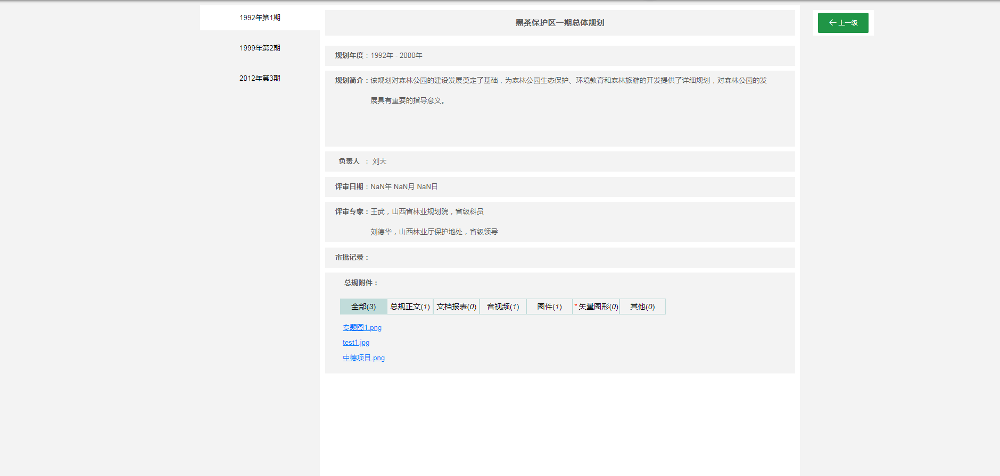 1992年第1期
1999年第2期
2012年第3期
黑茶保护区一期总体规划
上一级
规划年度：1992年 - 2000年
规划简介：该规划对森林公园的建设发展奠定了基础，为森林公园生态保护、环境教育和森林旅游的开发提供了详细规划，对森林公园的发
展具有重要的指导意义。
负责人 ： 刘大
评审日期：NaN年 NaN月 NaN日
评审专家：王武，山西省林业规划院，省级科员
刘德华，山西林业厅保护地处，省级领导
审批记录：
总规附件：
全部(3) 总规正文(1) 文档报表(0) 音视频(1) 图件(1) *矢量图形(0) 其他(0)
专题图1.png
test1.jpg
中德项目.png